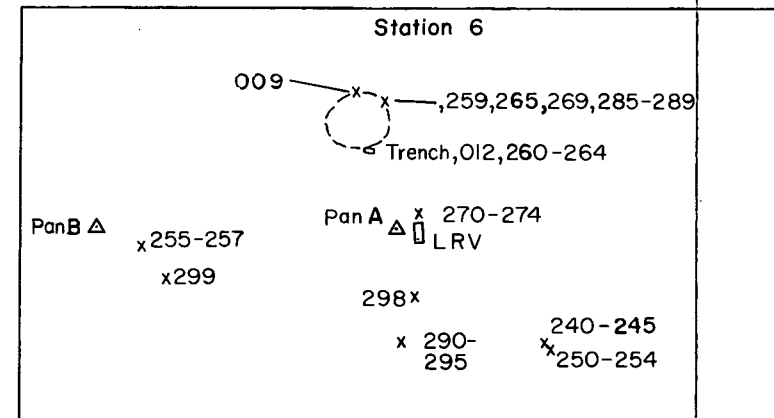 Station 6
009
,259,265,269,285-289
Trench,012,260-264
Pan B
255-257
299
Pan A
270-274
LRV
298
290-
295
240-245
250-254